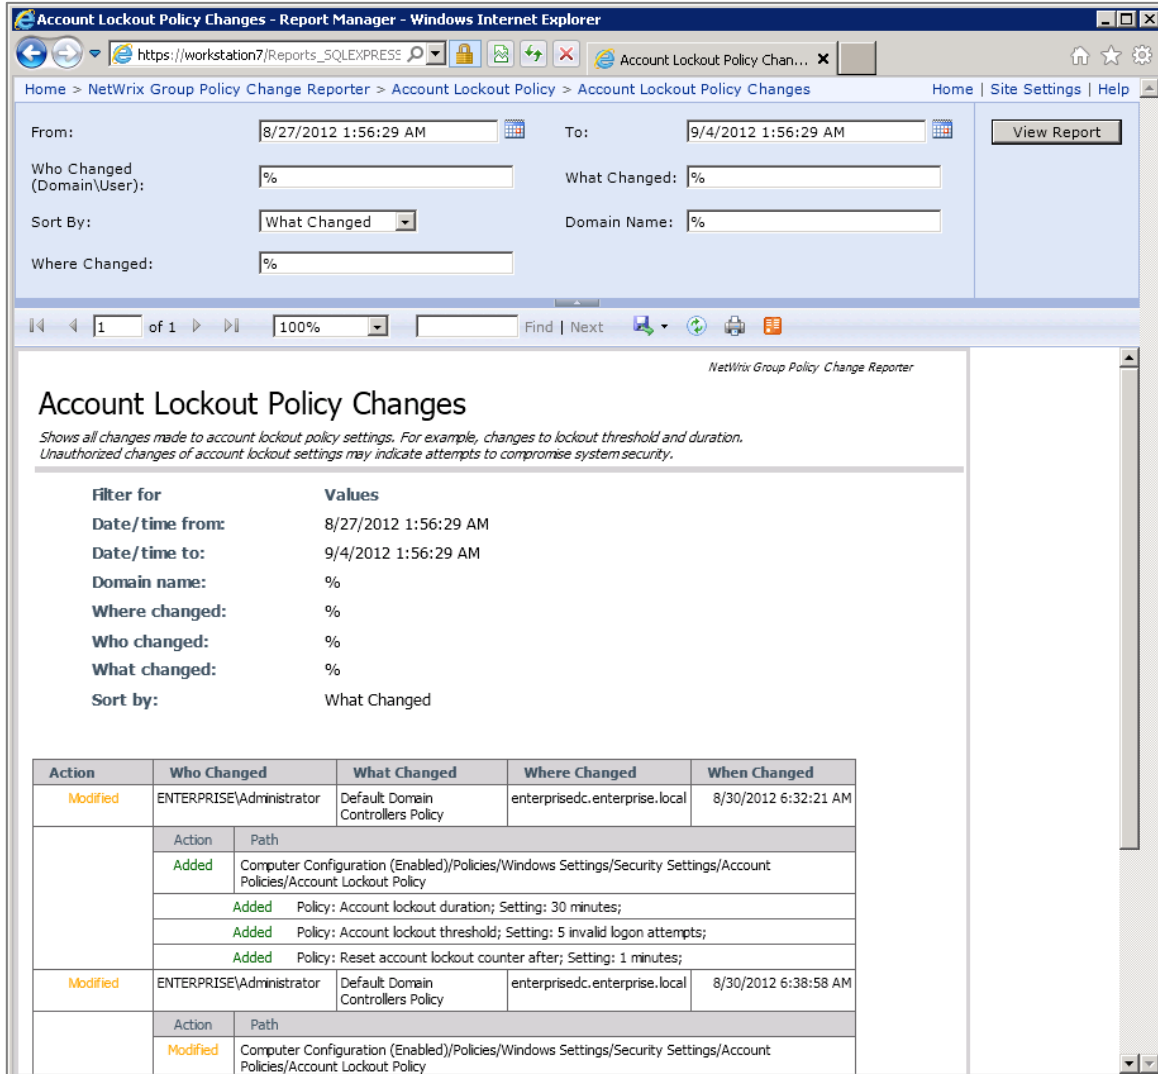 Account Lockout Policy Changes - Report Manager - Windows Internet Explorer
https://workstation7/Reports_SQLEXPRESS
Account Lockout Policy Chan...
Home > NetWrix Group Policy Change Reporter > Account Lockout Policy > Account Lockout Policy Changes Home | Site Settings | Help
From: 8/27/2012 1:56:29 AM To: 9/4/2012 1:56:29 AM View Report
Who Changed
(Domain\User): % What Changed: %
Sort By: What Changed Domain Name: %
Where Changed: %
1 of 1 100% Find | Next
NetWrix Group Policy Change Reporter
Account Lockout Policy Changes
Shows all changes made to account lockout policy settings. For example, changes to lockout threshold and duration.
Unauthorized changes of account lockout settings may indicate attempts to compromise system security.
Filter for Values
Date/time from: 8/27/2012 1:56:29 AM
Date/time to: 9/4/2012 1:56:29 AM
Domain name: %
Where changed: %
Who changed: %
What changed: %
Sort by: What Changed
Action Who Changed What Changed Where Changed When Changed
Modified ENTERPRISE\Administrator Default Domain enterprisedc.enterprise.local 8/30/2012 6:32:21 AM
Controllers Policy
Action Path
Added Computer Configuration (Enabled)/Policies/Windows Settings/Security Settings/Account
Policies/Account Lockout Policy
Added Policy: Account lockout duration; Setting: 30 minutes;
Added Policy: Account lockout threshold; Setting: 5 invalid logon attempts;
Added Policy: Reset account lockout counter after; Setting: 1 minutes;
Modified ENTERPRISE\Administrator Default Domain enterprisedc.enterprise.local 8/30/2012 6:38:58 AM
Controllers Policy
Action Path
Modified Computer Configuration (Enabled)/Policies/Windows Settings/Security Settings/Account
Policies/Account Lockout Policy